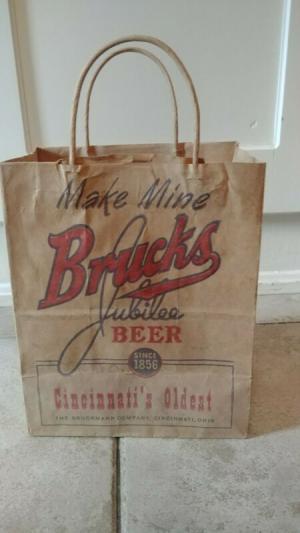 Make Mine
Brucks
Jubilee
BEER
SINCE
1856
Cincinnati's Oldest
THE BRUCKMANN COMPANY, CINCINNATI, OHIO